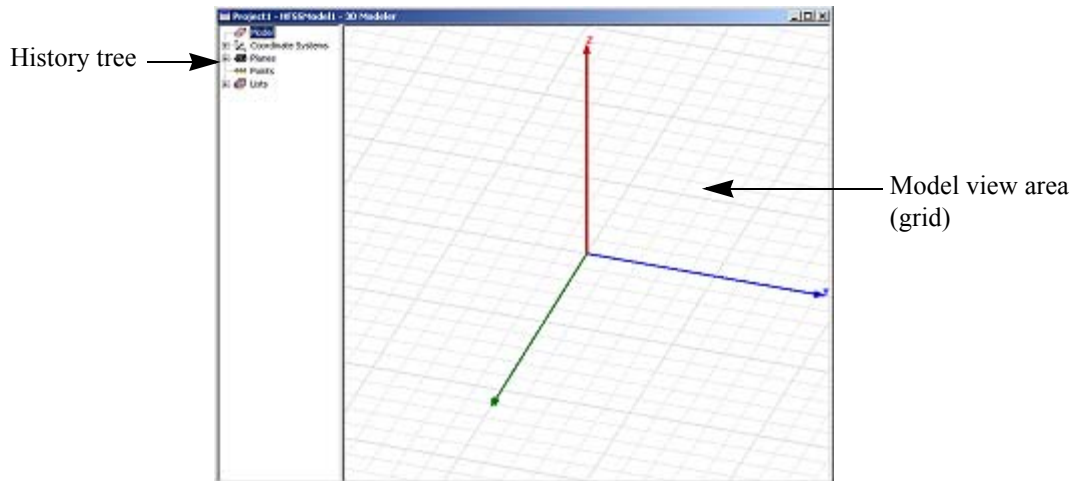 Project1 - HFSSModel1 - 3D Modeler
Model
Coordinate Systems
Planes
Points
Lists
History tree
Z
Model view area
(grid)